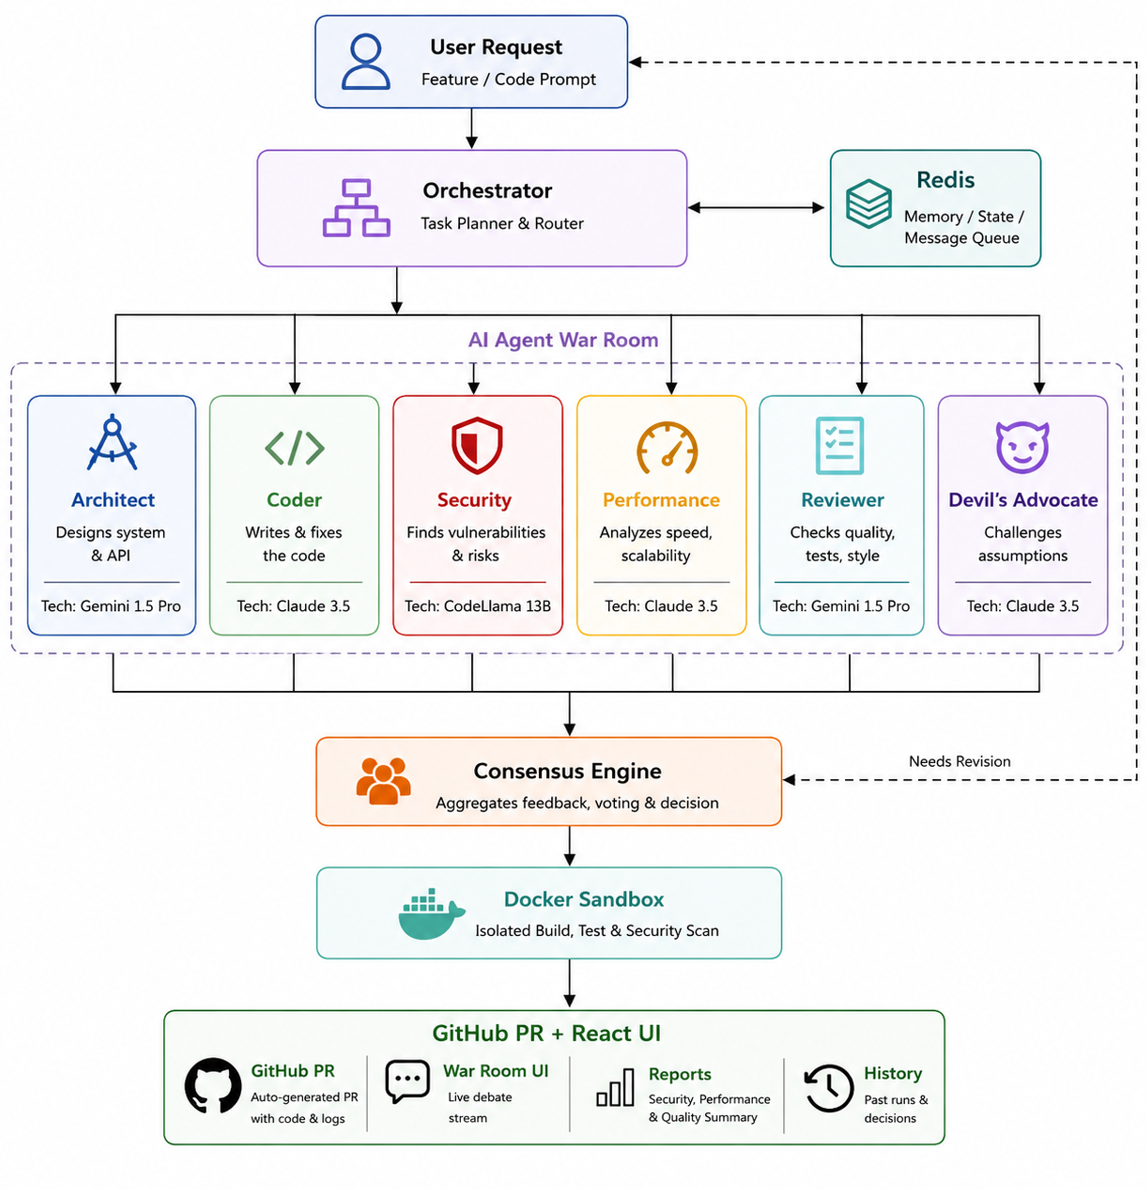 User Request
Feature / Code Prompt
Orchestrator
Task Planner & Router
Redis
Memory / State /
Message Queue
AI Agent War Room
Architect
Designs system
& API
Tech: Gemini 1.5 Pro
Coder
Writes & fixes
the code
Tech: Claude 3.5
Security
Finds vulnerabilities
& risks
Tech: CodeLlama 13B
Performance
Analyzes speed,
scalability
Tech: Claude 3.5
Reviewer
Checks quality,
tests, style
Tech: Gemini 1.5 Pro
Devil's Advocate
Challenges
assumptions
Tech: Claude 3.5
Needs Revision
Consensus Engine
Aggregates feedback, voting & decision
Docker Sandbox
Isolated Build, Test & Security Scan
GitHub PR + React UI
GitHub PR
Auto-generated PR
with code & logs
War Room UI
Live debate
stream
Reports
Security, Performance
& Quality Summary
History
Past runs &
decisions